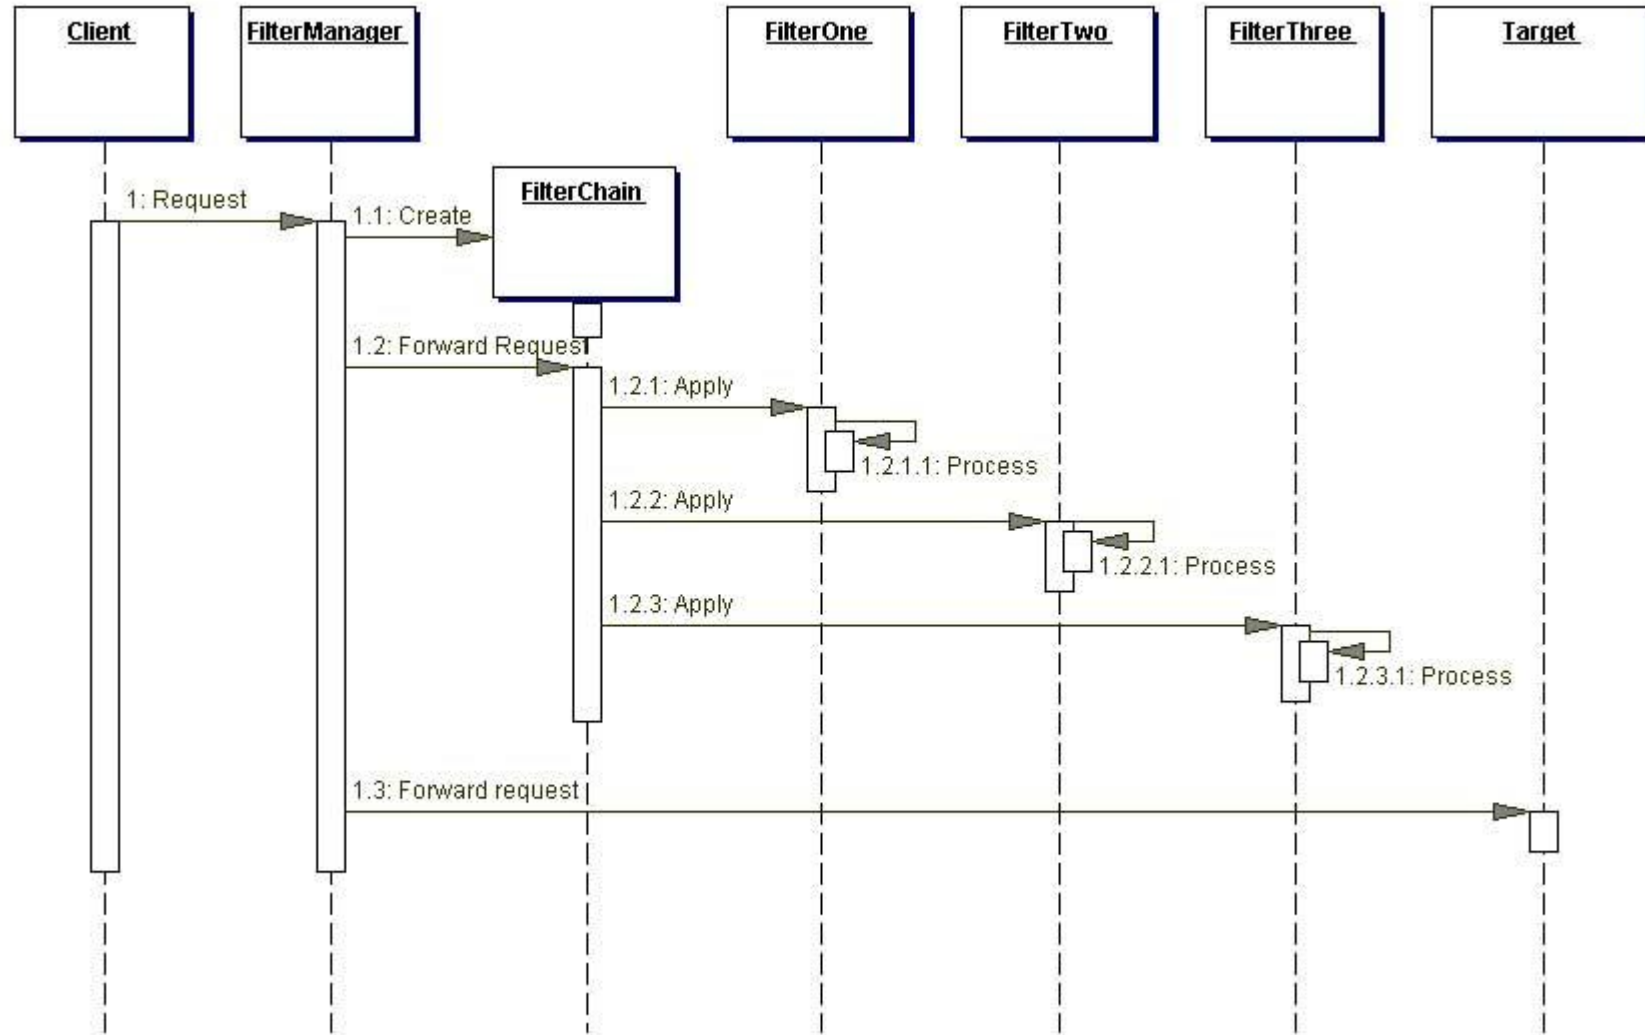 Client
FilterManager
FilterOne
FilterTwo
FilterThree
Target
FilterChain
1: Request
1.1: Create
1.2: Forward Request
1.2.1: Apply
1.2.1.1: Process
1.2.2: Apply
1.2.2.1: Process
1.2.3: Apply
1.2.3.1: Process
1.3: Forward request